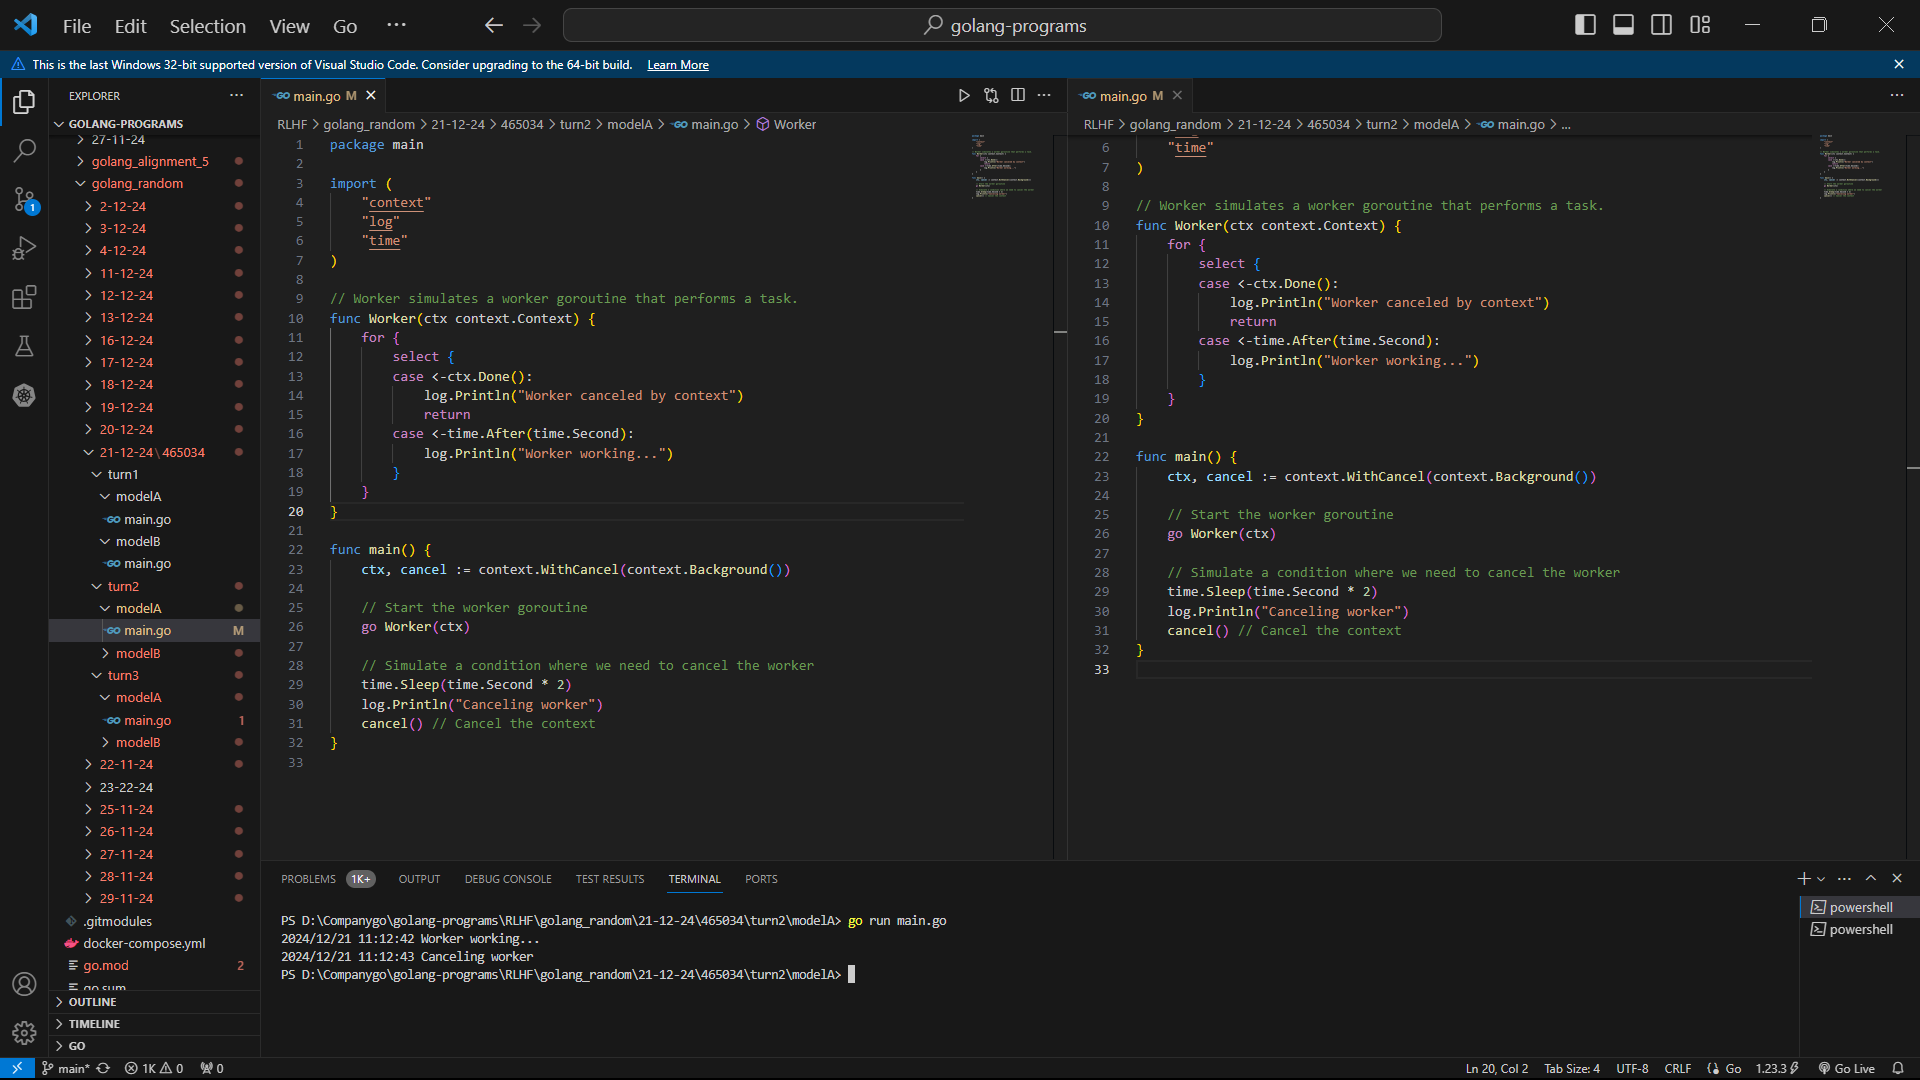 File Edit Selection View Go ··· golang-programs
This is the last Windows 32-bit supported version of Visual Studio Code. Consider upgrading to the 64-bit build. Learn More
EXPLORER
GOLANG-PROGRAMS
27-11-24
golang_alignment_5
golang_random
2-12-24
3-12-24
4-12-24
11-12-24
12-12-24
13-12-24
16-12-24
17-12-24
18-12-24
19-12-24
20-12-24
21-12-24\465034
turn1
modelA
main.go
modelB
main.go
turn2
modelA
main.go M
modelB
turn3
modelA
main.go 1
modelB
22-11-24
23-22-24
25-11-24
26-11-24
27-11-24
28-11-24
29-11-24
.gitmodules
docker-compose.yml
go.mod 2
go.sum
OUTLINE
TIMELINE
GO
main.go M
RLHF > golang_random > 21-12-24 > 465034 > turn2 > modelA > main.go > Worker
1 package main
2
3 import (
4 "context"
5 "log"
6 "time"
7 )
8
9 // Worker simulates a worker goroutine that performs a task.
10 func Worker(ctx context.Context) {
11 for {
12 select {
13 case <-ctx.Done():
14 log.Println("Worker canceled by context")
15 return
16 case <-time.After(time.Second):
17 log.Println("Worker working...")
18 }
19 }
20 }
21
22 func main() {
23 ctx, cancel := context.WithCancel(context.Background())
24
25 // Start the worker goroutine
26 go Worker(ctx)
27
28 // Simulate a condition where we need to cancel the worker
29 time.Sleep(time.Second * 2)
30 log.Println("Canceling worker")
31 cancel() // Cancel the context
32 }
33
main.go M
RLHF > golang_random > 21-12-24 > 465034 > turn2 > modelA > main.go > ...
6 "time"
7 )
8
9 // Worker simulates a worker goroutine that performs a task.
10 func Worker(ctx context.Context) {
11 for {
12 select {
13 case <-ctx.Done():
14 log.Println("Worker canceled by context")
15 return
16 case <-time.After(time.Second):
17 log.Println("Worker working...")
18 }
19 }
20 }
21
22 func main() {
23 ctx, cancel := context.WithCancel(context.Background())
24
25 // Start the worker goroutine
26 go Worker(ctx)
27
28 // Simulate a condition where we need to cancel the worker
29 time.Sleep(time.Second * 2)
30 log.Println("Canceling worker")
31 cancel() // Cancel the context
32 }
33
PROBLEMS 1K+ OUTPUT DEBUG CONSOLE TEST RESULTS TERMINAL PORTS
PS D:\Companygo\golang-programs\RLHF\golang_random\21-12-24\465034\turn2\modelA> go run main.go
2024/12/21 11:12:42 Worker working...
2024/12/21 11:12:43 Canceling worker
PS D:\Companygo\golang-programs\RLHF\golang_random\21-12-24\465034\turn2\modelA>
powershell
powershell
1
main* 1K 0 0 Ln 20, Col 2 Tab Size: 4 UTF-8 CRLF Go 1.23.3 Go Live